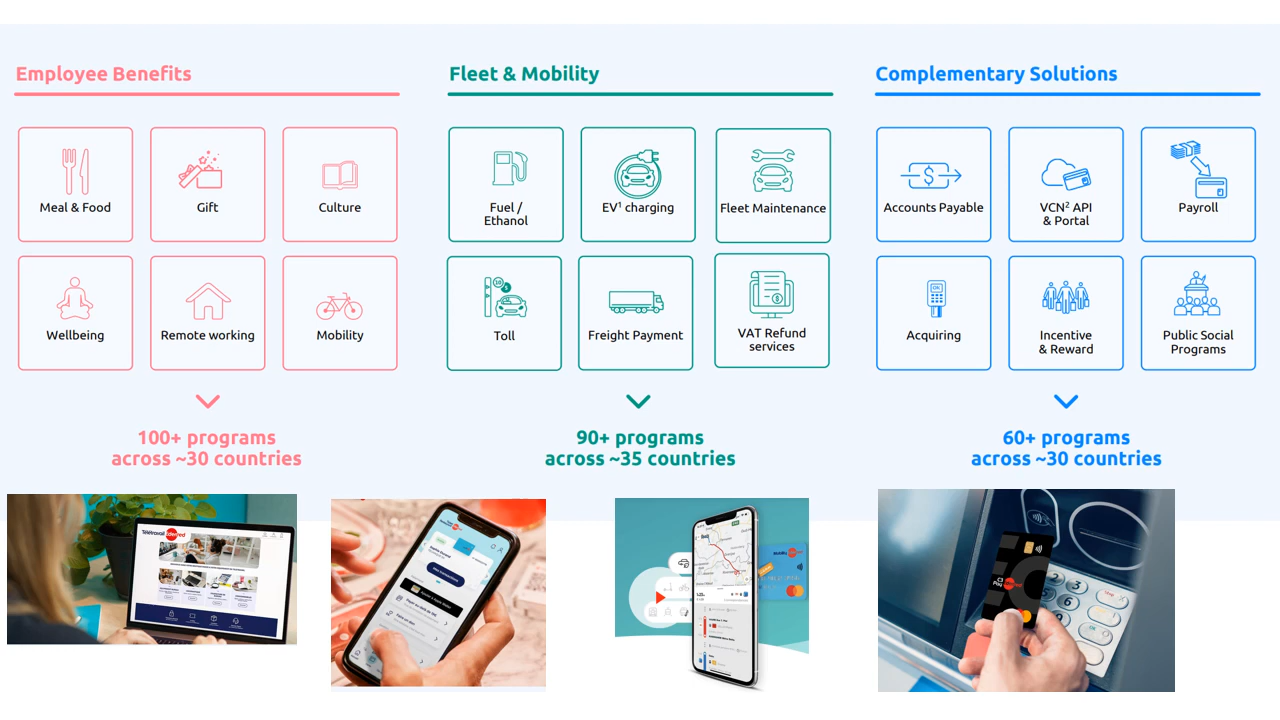 Employee Benefits
Meal & Food
Gift
Culture
Wellbeing
Remote working
Mobility
100+ programs
across ~30 countries
Fleet & Mobility
Fuel /
Ethanol
EV¹ charging
Fleet Maintenance
Toll
Freight Payment
VAT Refund
services
90+ programs
across ~35 countries
Complementary Solutions
Accounts Payable
VCN² API
& Portal
Payroll
Acquiring
Incentive
& Reward
Public Social
Programs
60+ programs
across ~30 countries
Télétravail